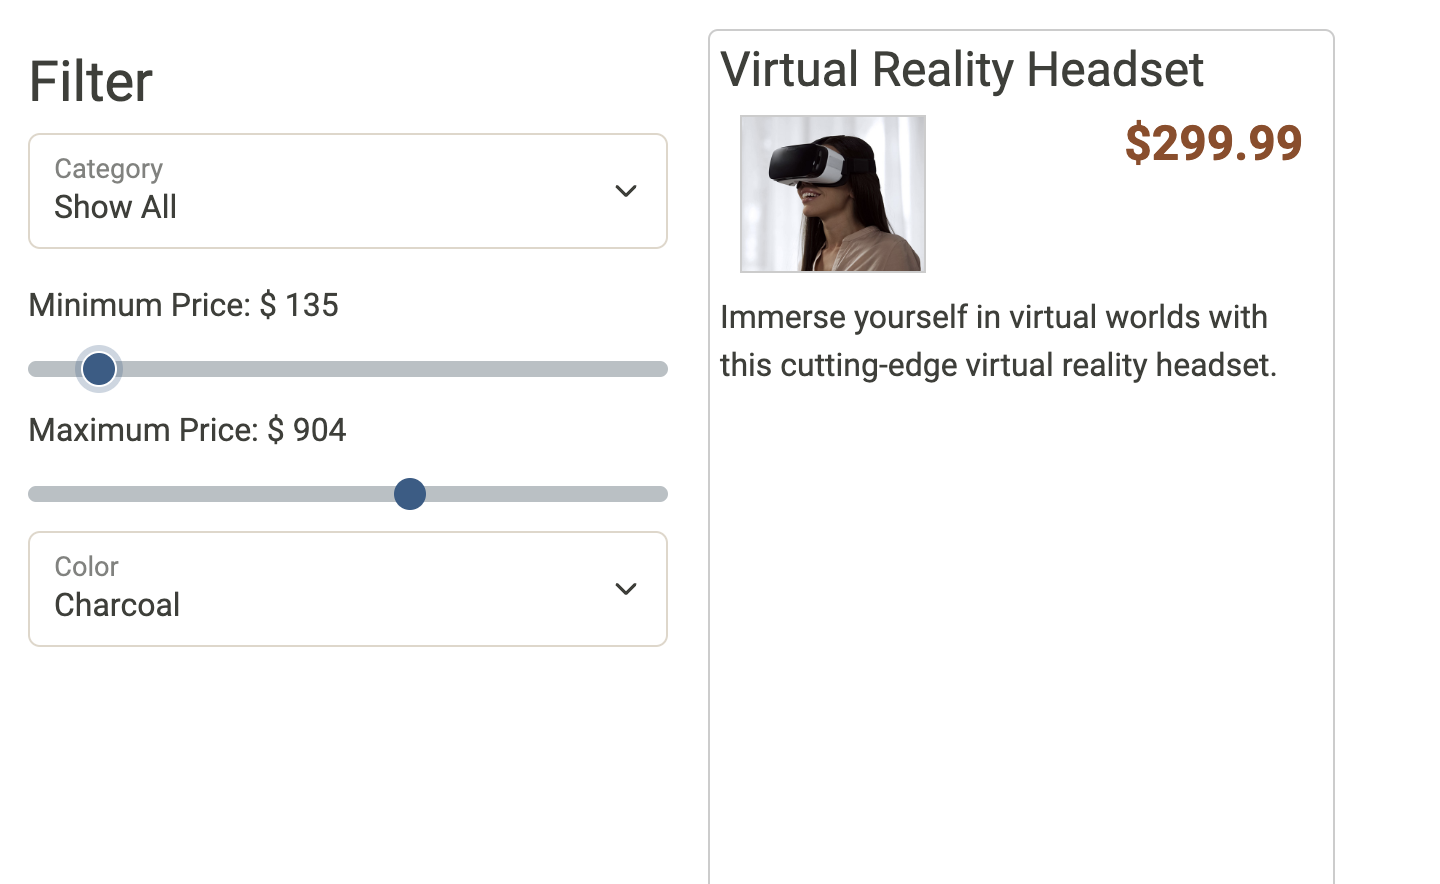 Filter
Category
Show All
Minimum Price: $ 135
Maximum Price: $ 904
Color
Charcoal
Virtual Reality Headset
$299.99
Immerse yourself in virtual worlds with
this cutting-edge virtual reality headset.